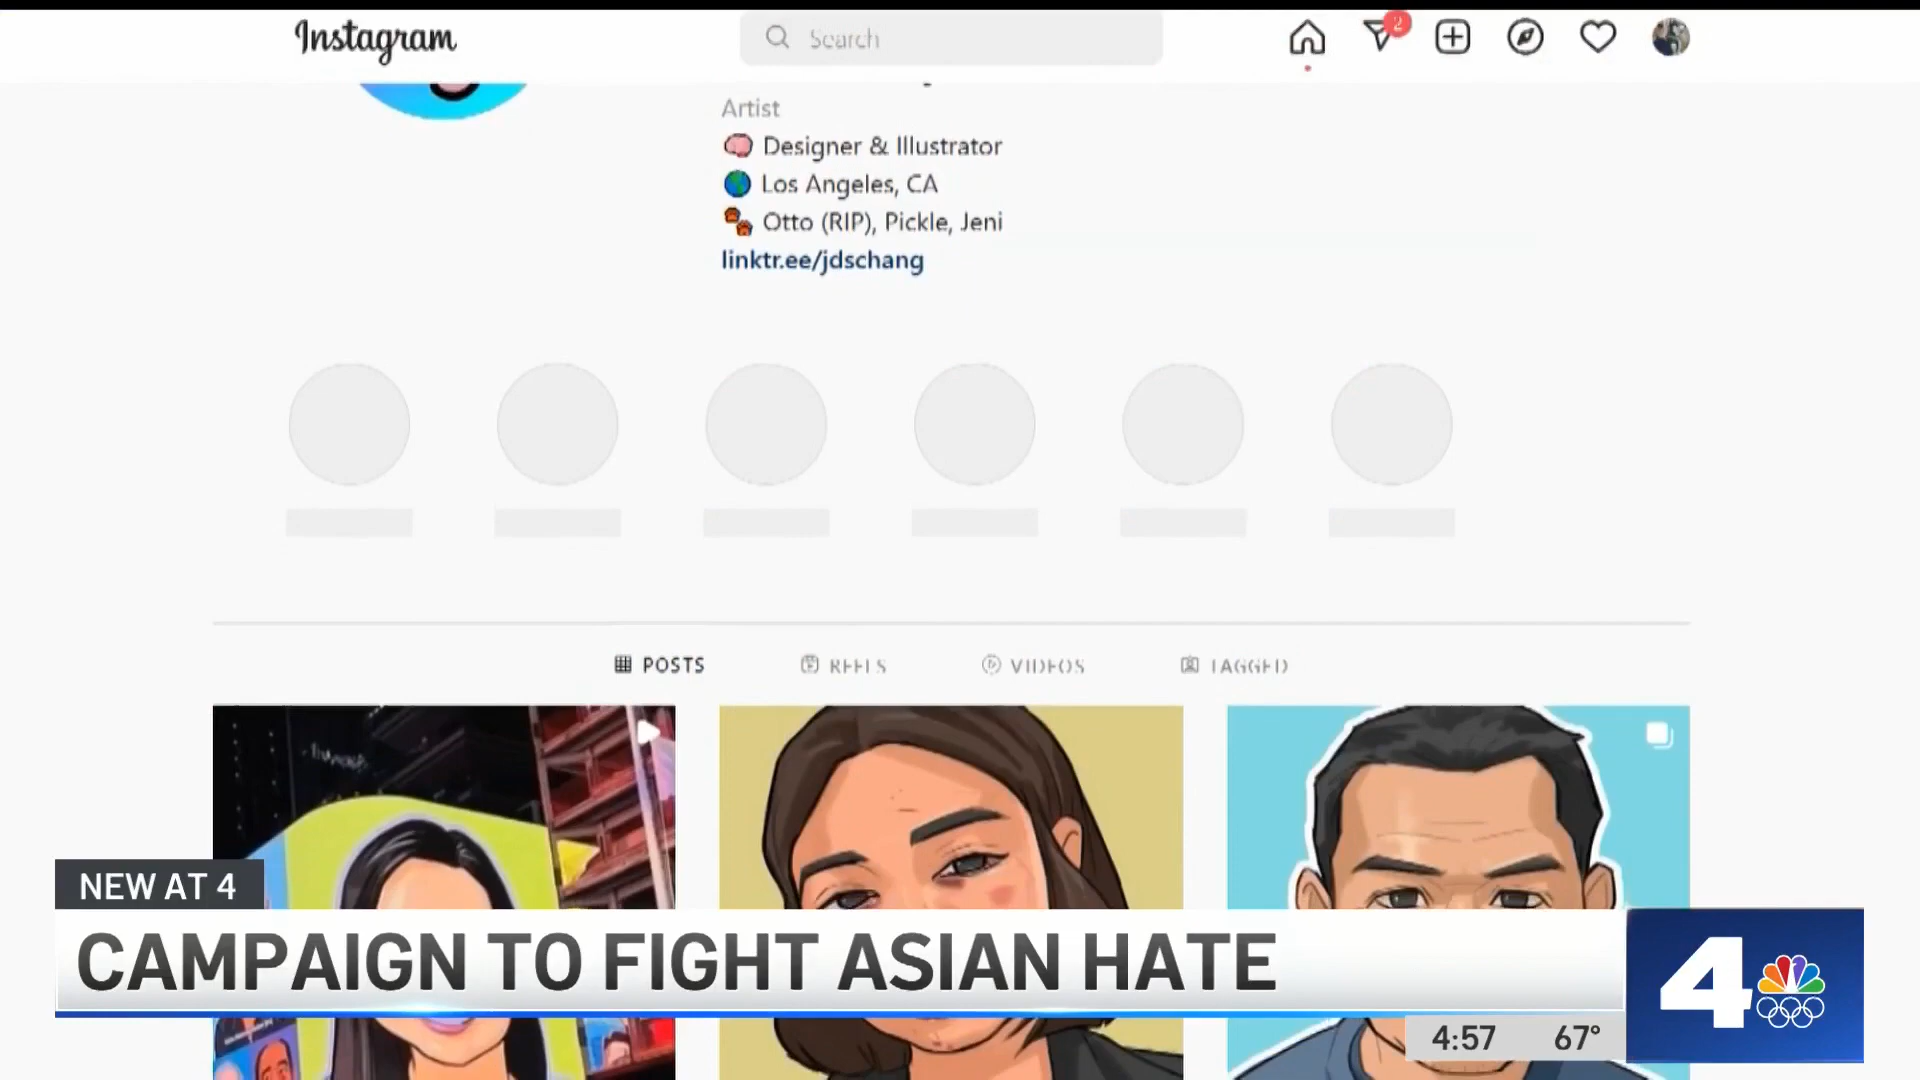 Instagram
Search
2
Artist
Designer & Illustrator
Los Angeles, CA
Otto (RIP), Pickle, Jeni
linktr.ee/jdschang
POSTS
REELS
VIDEOS
TAGGED
NEW AT 4
CAMPAIGN TO FIGHT ASIAN HATE
4
4:57 67°